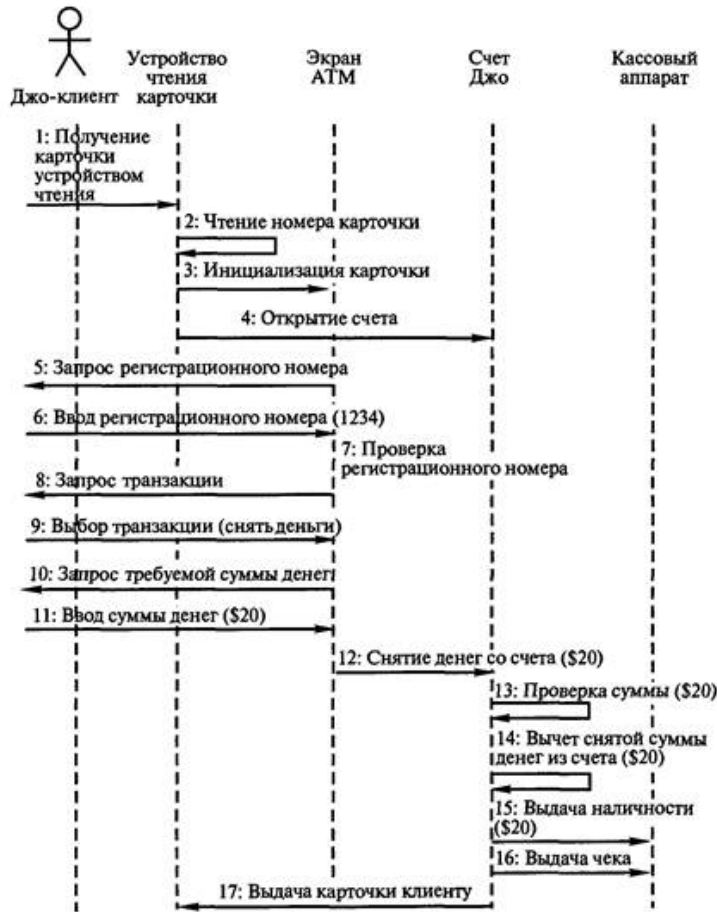 Джо-клиент
Устройство
чтения
карточки
Экран
АТМ
Счет
Джо
Кассовый
аппарат
1: Получение
карточки
устройством
чтения
2: Чтение номера карточки
3: Инициализация карточки
4: Открытие счета
5: Запрос регистрационного номера
6: Ввод регистрационного номера (1234)
7: Проверка
регистрационного номера
8: Запрос транзакции
9: Выбор транзакции (снять деньги)
10: Запрос требуемой суммы денег
11: Ввод суммы денег ($20)
12: Снятие денег со счета ($20)
13: Проверка суммы ($20)
14: Вычет снятой суммы
денег из счета ($20)
15: Выдача наличности
($20)
16: Выдача чека
17: Выдача карточки клиенту